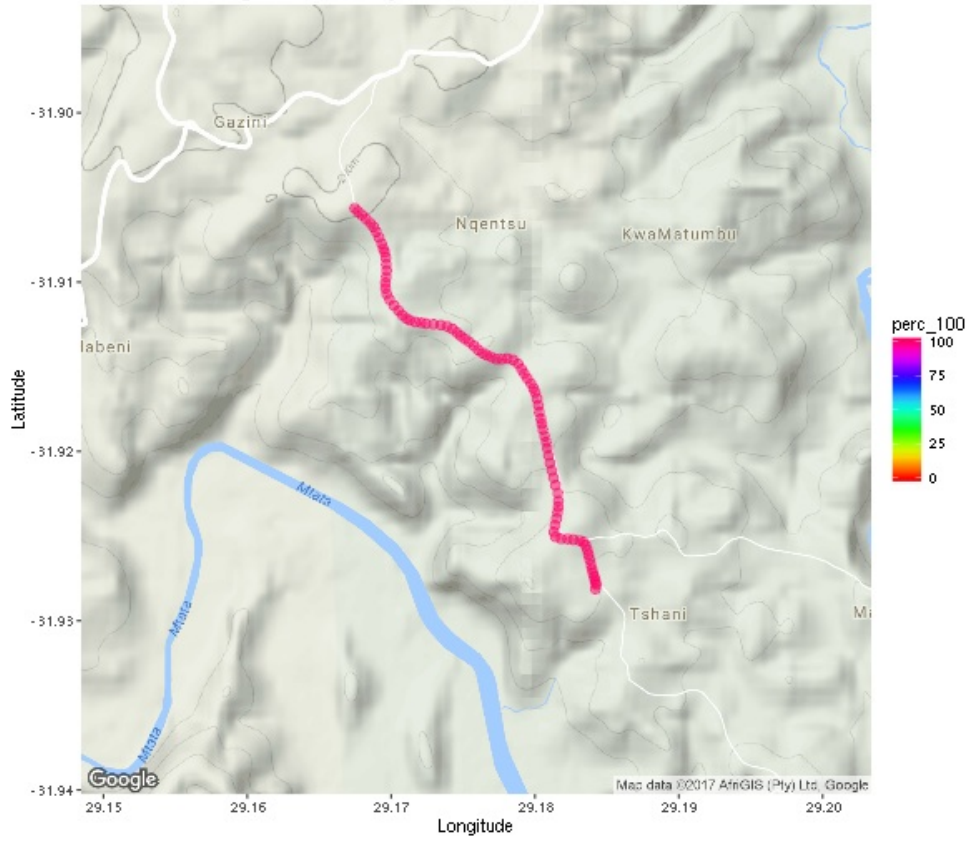 -31.90
Gazini
Nqentsu
KwaMatumbu
-31.91
labeni
perc_100
100
75
50
25
0
Latitude
-31.92
Mtata
-31.93
Mtata
Tshani
Ma
Mtata
Google
Map data ©2017 AfriGIS (Pty) Ltd, Google
-31.94
29.15
29.16
29.17
29.18
29.19
29.20
Longitude